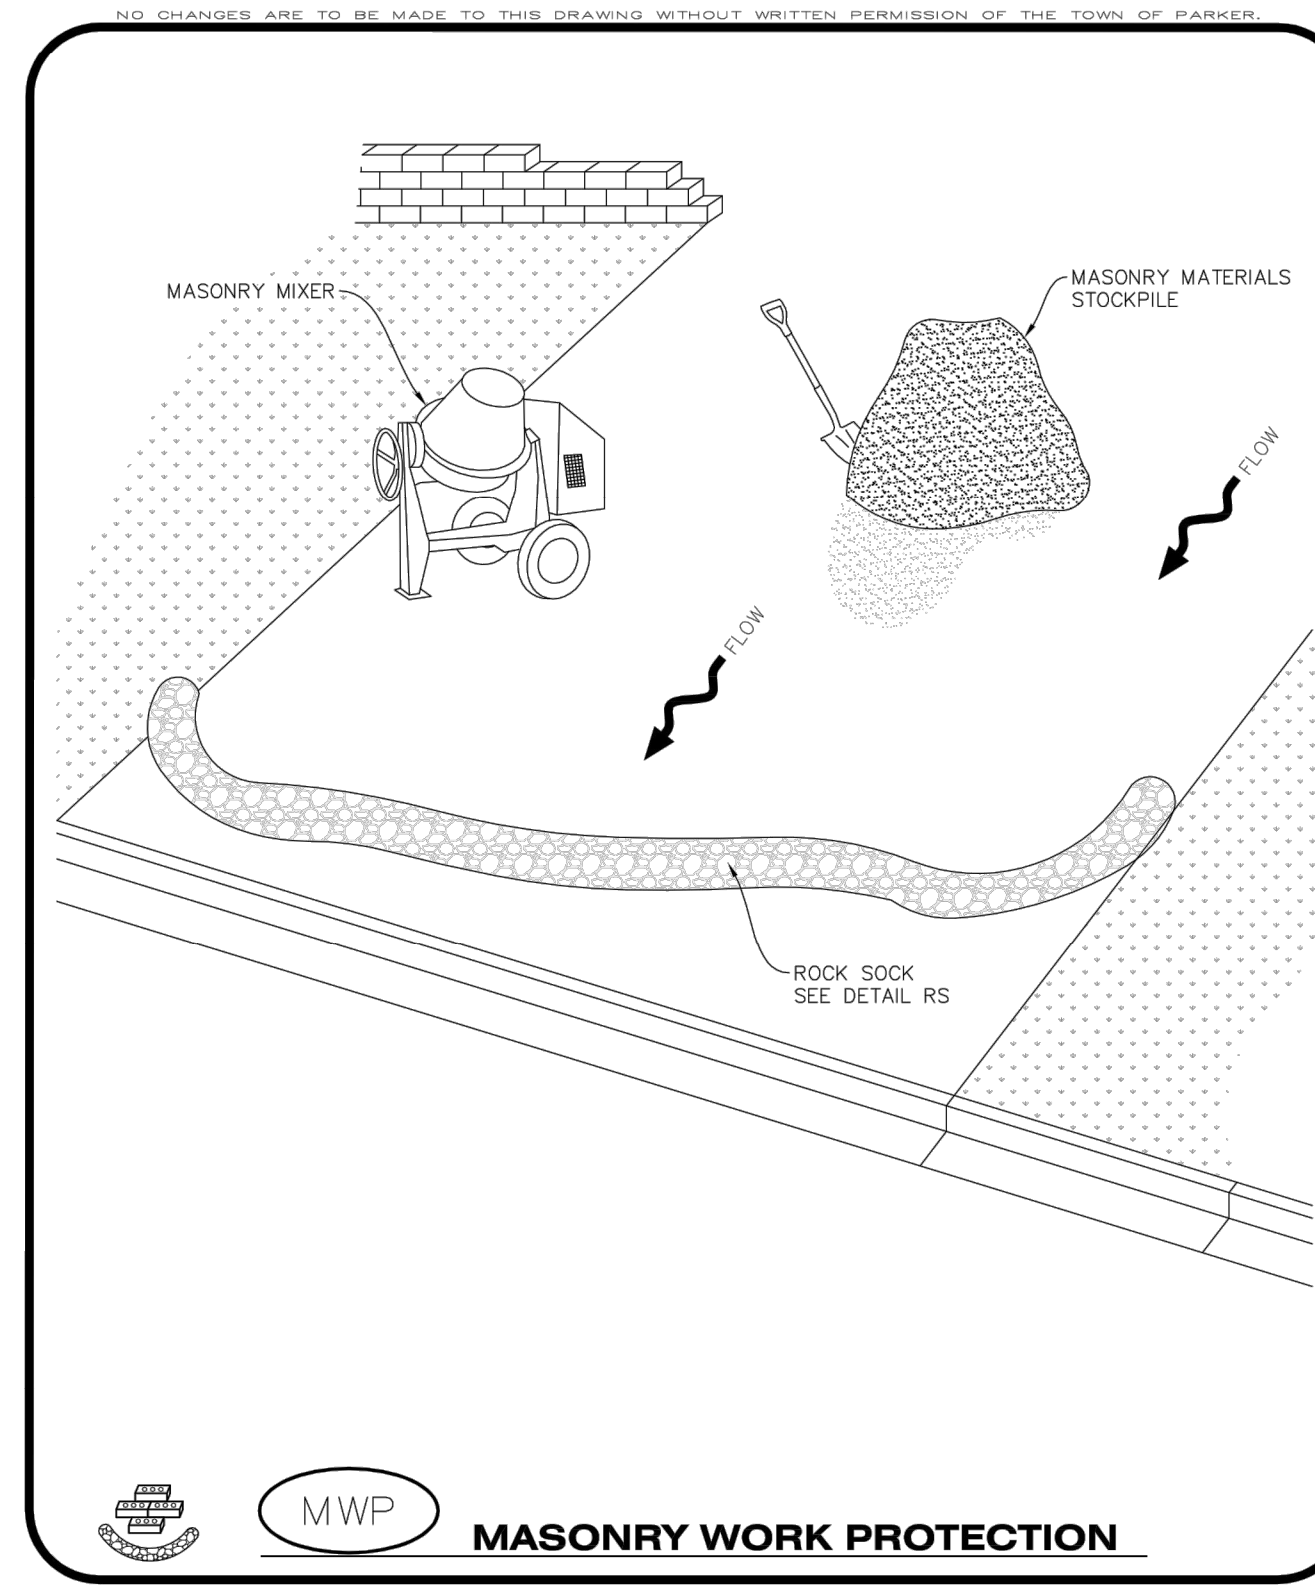 NO CHANGES ARE TO BE MADE TO THIS DRAWING WITHOUT WRITTEN PERMISSION OF THE TOWN OF PARKER.
MASONRY MIXER
MASONRY MATERIALS
STOCKPILE
FLOW
FLOW
ROCK SOCK
SEE DETAIL RS
MWP
MASONRY WORK PROTECTION